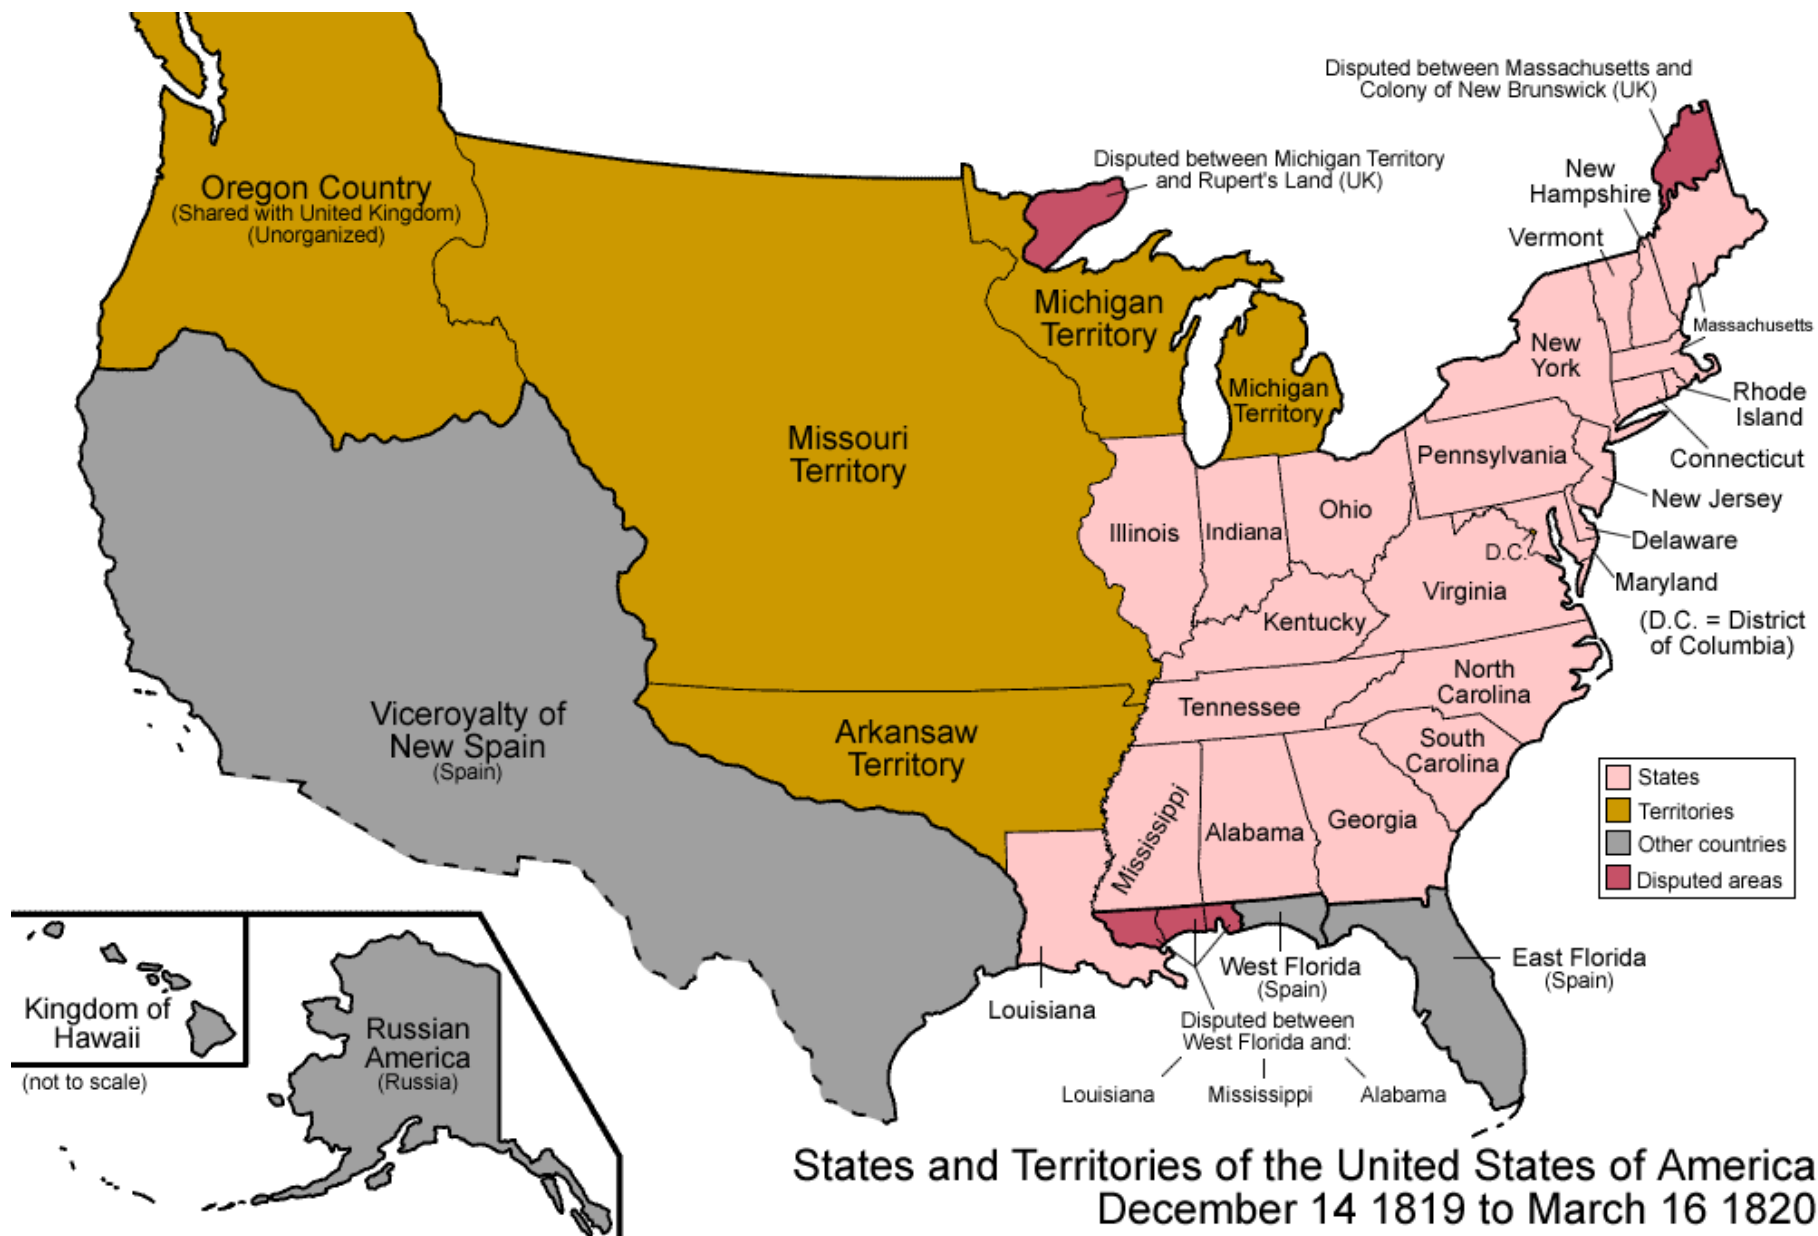 Disputed between Massachusetts and
Colony of New Brunswick (UK)
Disputed between Michigan Territory
and Rupert's Land (UK)
New
Hampshire
Vermont
Oregon Country
(Shared with United Kingdom)
(Unorganized)
Michigan
Territory
Massachusetts
New
York
Michigan
Territory
Rhode
Island
Missouri
Territory
Pennsylvania
Connecticut
New Jersey
Ohio
Illinois
Indiana
D.C.
Delaware
Maryland
Virginia
Kentucky
(D.C. = District
of Columbia)
North
Carolina
Tennessee
Viceroyalty of
New Spain
(Spain)
Arkansaw
Territory
South
Carolina
States
Territories
Other countries
Disputed areas
Mississippi
Alabama
Georgia
West Florida
(Spain)
East Florida
(Spain)
Louisiana
Disputed between
West Florida and:
Louisiana
Mississippi
Alabama
Kingdom of
Hawaii
(not to scale)
Russian
America
(Russia)
States and Territories of the United States of America
December 14 1819 to March 16 1820